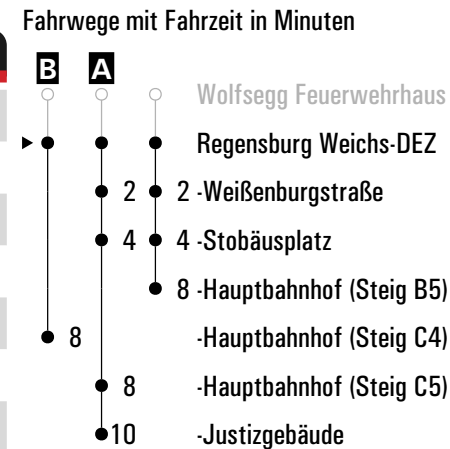 Fahrwege mit Fahrzeit in Minuten
B A
Wolfsegg Feuerwehrhaus
Regensburg Weichs-DEZ
2 2 -Weißenburgstraße
4 4 -Stobäusplatz
8 -Hauptbahnhof (Steig B5)
8 -Hauptbahnhof (Steig C4)
8 -Hauptbahnhof (Steig C5)
10 -Justizgebäude